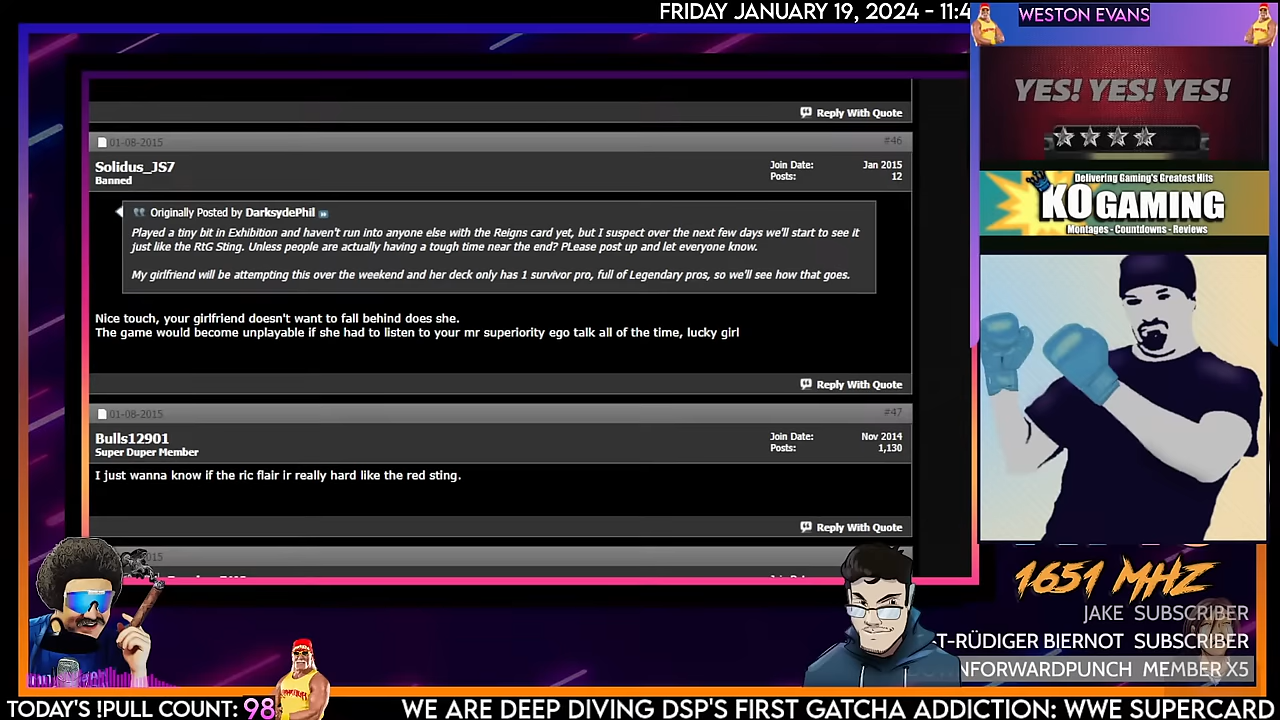 FRIDAY JANUARY 19, 2024 - 11:4
WESTON EVANS
YES! YES! YES!
Delivering Gaming's Greatest Hits
KO GAMING
Montages - Countdowns - Reviews
Reply With Quote
01-08-2015 #46
Solidus_JS7
Banned
Join Date: Jan 2015
Posts: 12
Originally Posted by DarksydePhil
Played a tiny bit in Exhibition and haven't run into anyone else with the Reigns card yet, but I suspect over the next few days we'll start to see it
just like the RtG Sting. Unless people are actually having a tough time near the end? PLease post up and let everyone know.
My girlfriend will be attempting this over the weekend and her deck only has 1 survivor pro, full of Legendary pros, so we'll see how that goes.
Nice touch, your girlfriend doesn't want to fall behind does she.
The game would become unplayable if she had to listen to your mr superiority ego talk all of the time, lucky girl
Reply With Quote
01-08-2015 #47
Bulls12901
Super Duper Member
Join Date: Nov 2014
Posts: 1,130
I just wanna know if the ric flair ir really hard like the red sting.
Reply With Quote
1651 MHZ
JAKE SUBSCRIBER
T-RÜDIGER BIERNOT SUBSCRIBER
NFORWARDPUNCH MEMBER X5
TODAY'S !PULL COUNT: 98
WE ARE DEEP DIVING DSP'S FIRST GATCHA ADDICTION: WWE SUPERCARD